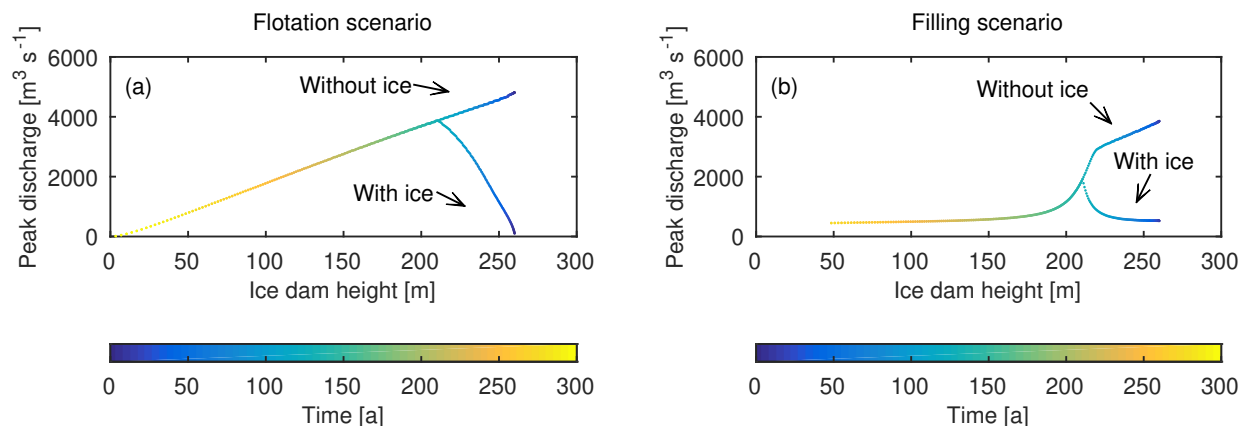 Flotation scenario
Peak discharge [m³ s⁻¹]
6000
4000
2000
0
(a)
Without ice
With ice
0 50 100 150 200 250 300
Ice dam height [m]
0 50 100 150 200 250 300
Time [a]
Filling scenario
Peak discharge [m³ s⁻¹]
6000
4000
2000
0
(b)
Without ice
With ice
0 50 100 150 200 250 300
Ice dam height [m]
0 50 100 150 200 250 300
Time [a]